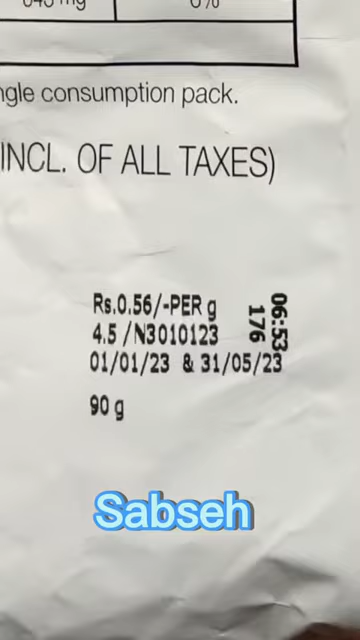 ngle consumption pack.
INCL. OF ALL TAXES)
Rs.0.56/-PER g
4.5 /N3010123
01/01/23 & 31/05/23
90 g
06:53
176
Sabseh